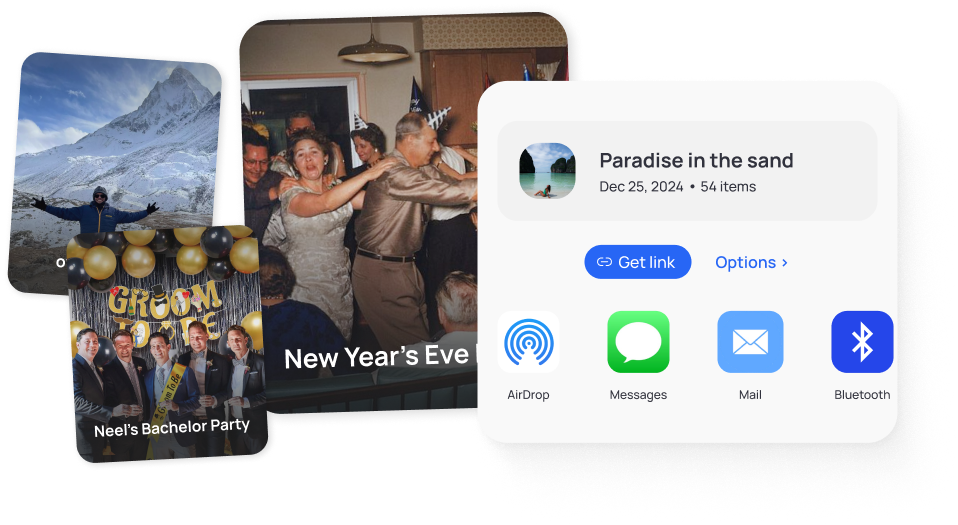 GROOM
Groom To Be
Neel's Bachelor Party
New Year's Eve
Paradise in the sand
Dec 25, 2024 • 54 items
Get link
Options ›
AirDrop
Messages
Mail
Bluetooth